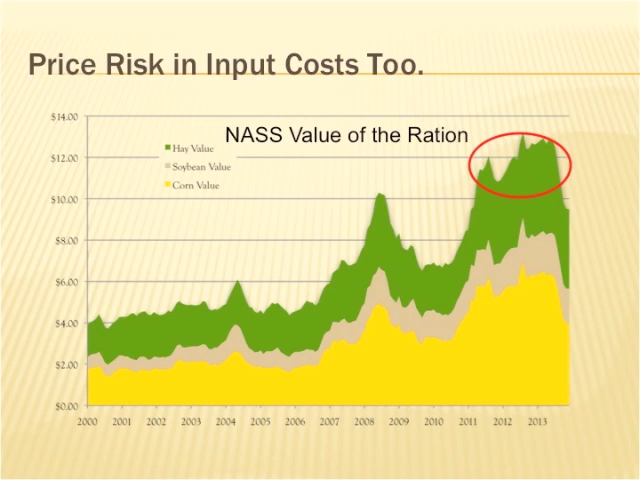 Price Risk in Input Costs Too.
NASS Value of the Ration
Hay Value
Soybean Value
Corn Value
$14.00
$12.00
$10.00
$8.00
$6.00
$4.00
$2.00
$0.00
2000 2001 2002 2003 2004 2005 2006 2007 2008 2009 2010 2011 2012 2013